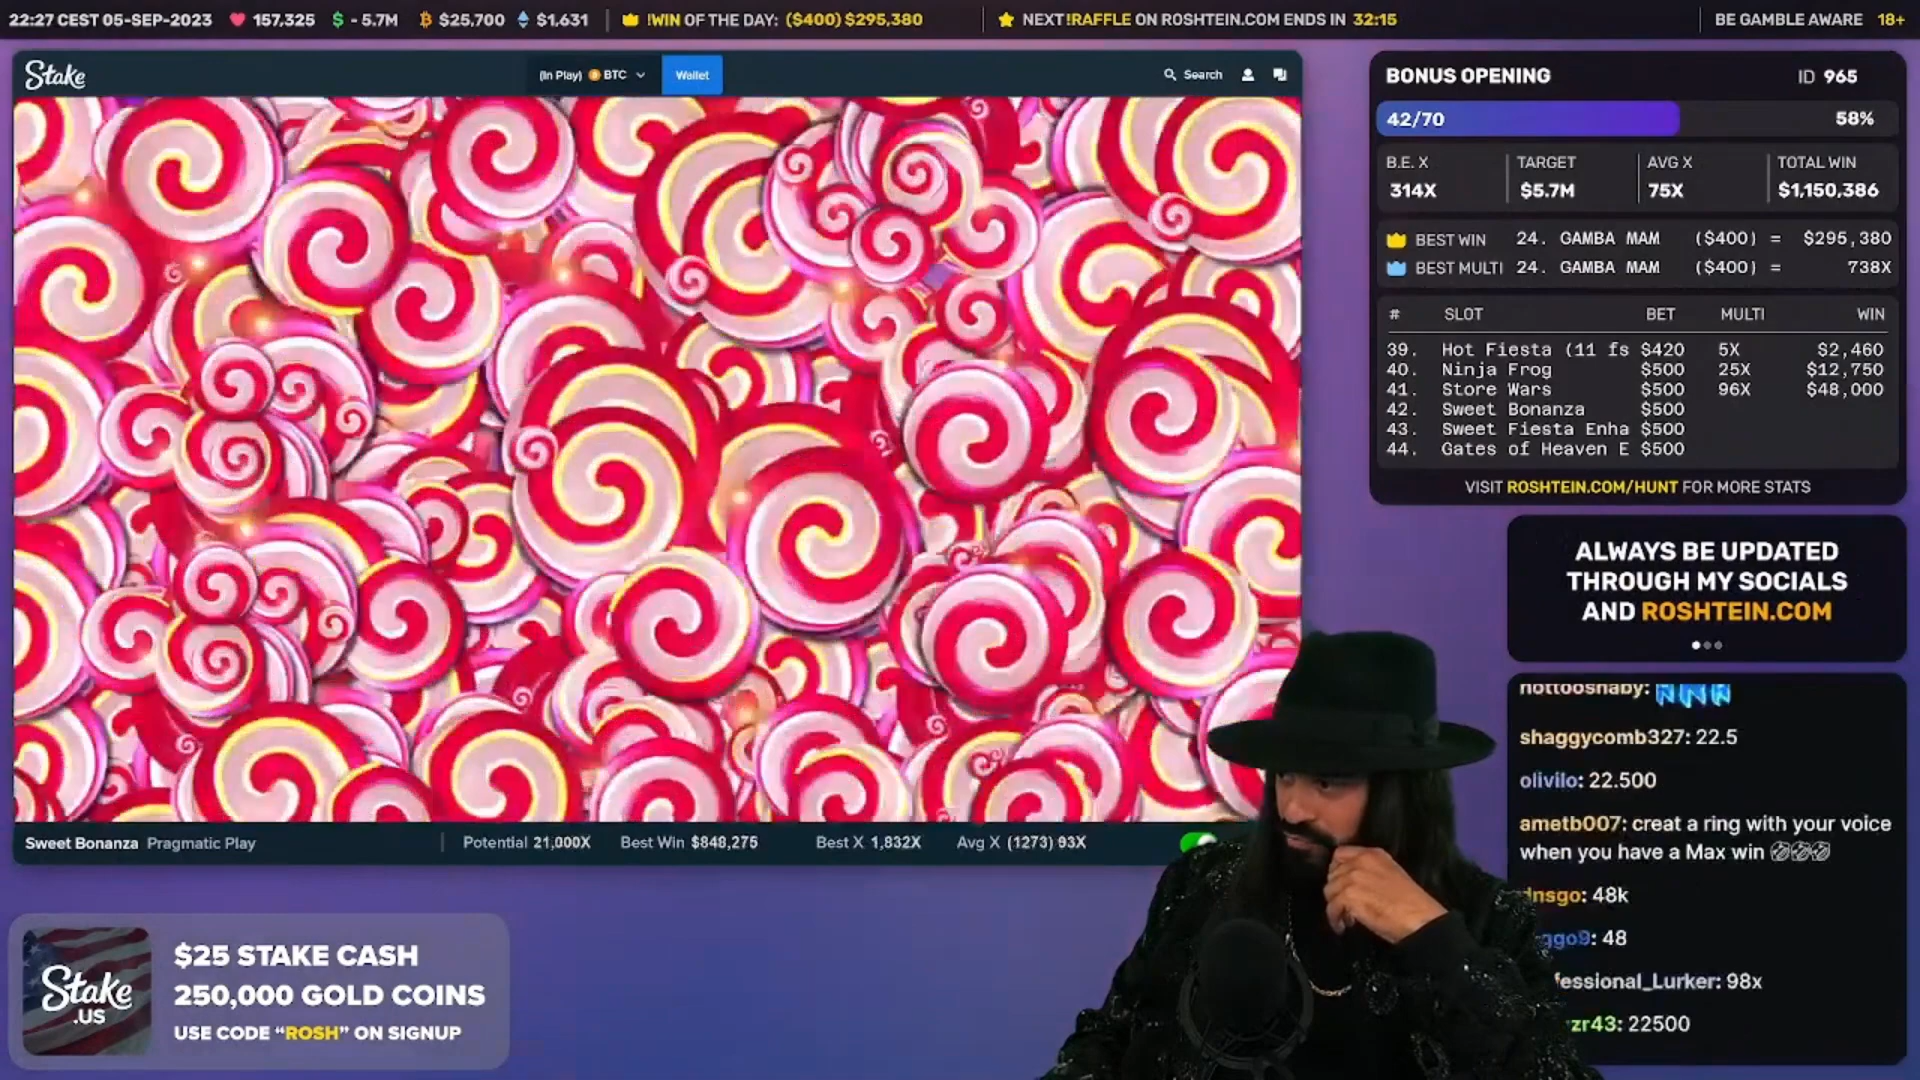 22:27 CEST 05-SEP-2023 157,325 $ - 5.7M $25,700 $1,631 !WIN OF THE DAY: ($400) $295,380 NEXT !RAFFLE ON ROSHTEIN.COM ENDS IN 32:15 BE GAMBLE AWARE 18+
Stake (In Play) BTC Wallet Search
BONUS OPENING ID 965
42/70 58%
B.E. X TARGET AVG X TOTAL WIN
314X $5.7M 75X $1,150,386
BEST WIN 24. GAMBA MAM ($400) = $295,380
BEST MULTI 24. GAMBA MAM ($400) = 738X
# SLOT BET MULTI WIN
39. Hot Fiesta (11 fs $420 5X $2,460
40. Ninja Frog $500 25X $12,750
41. Store Wars $500 96X $48,000
42. Sweet Bonanza $500
43. Sweet Fiesta Enha $500
44. Gates of Heaven E $500
VISIT ROSHTEIN.COM/HUNT FOR MORE STATS
ALWAYS BE UPDATED
THROUGH MY SOCIALS
AND ROSHTEIN.COM
shaggycomb327: 22.5
olivilo: 22.500
ametb007: creat a ring with your voice
when you have a Max win
48k
48
98x
22500
Sweet Bonanza Pragmatic Play Potential 21,000X Best Win $848,275 Best X 1,832X Avg X (1273) 93X
Stake
.US
$25 STAKE CASH
250,000 GOLD COINS
USE CODE “ROSH” ON SIGNUP